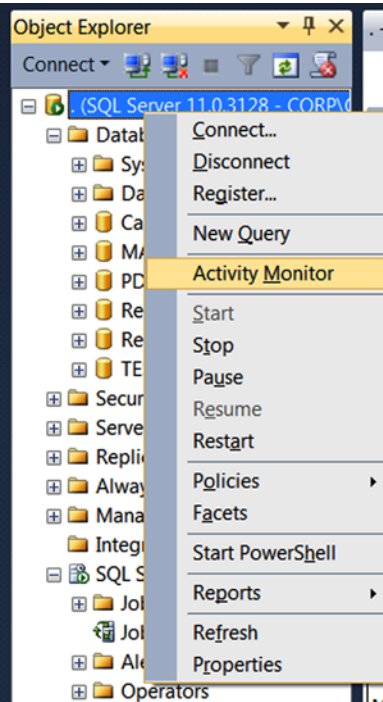 Object Explorer
Connect
. (SQL Server 11.0.3128 - CORP\
Connect...
Disconnect
Register...
New Query
Activity Monitor
Start
Stop
Pause
Resume
Restart
Policies
Facets
Start PowerShell
Reports
Refresh
Properties
Datab
Sys
Da
Ca
MA
PD
Re
Re
TE
Secur
Serve
Replic
Alway
Mana
Integ
SQL S
Jol
Jol
Ale
Operators